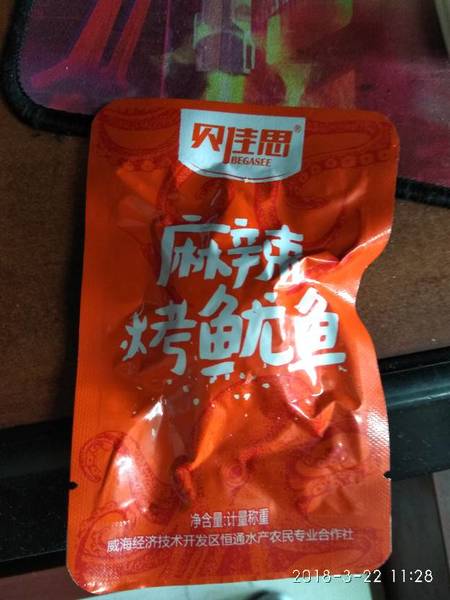 贝佳思®
BEGASEE
麻辣
烤鱿鱼
净含量:计量称重
威海经济技术开发区恒通水产农民专业合作社
2018-3-22 11:28